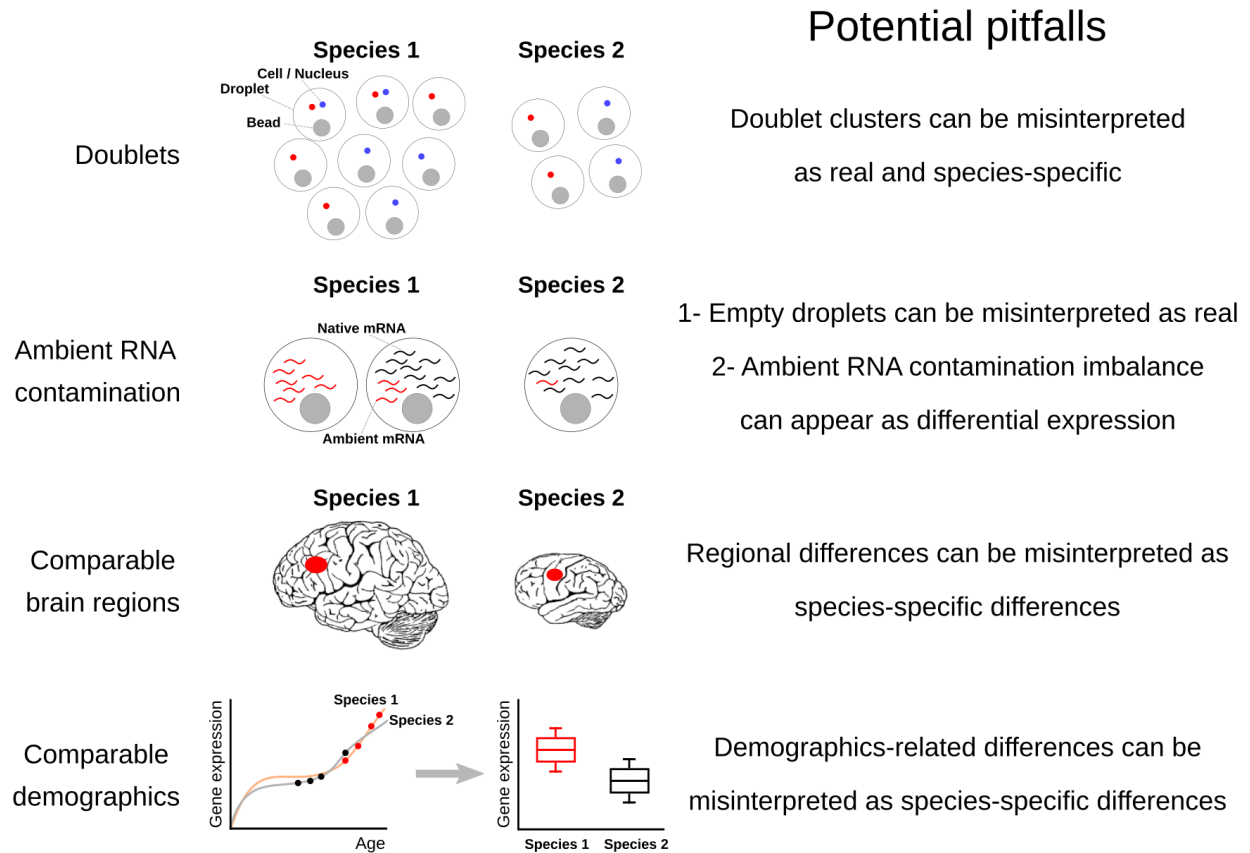 Potential pitfalls
Species 1
Species 2
Cell / Nucleus
Droplet
Bead
Doublets
Doublet clusters can be misinterpreted
as real and species-specific
Species 1
Species 2
Native mRNA
Ambient mRNA
Ambient RNA
contamination
1- Empty droplets can be misinterpreted as real
2- Ambient RNA contamination imbalance
can appear as differential expression
Species 1
Species 2
Comparable
brain regions
Regional differences can be misinterpreted as
species-specific differences
Comparable
demographics
Gene expression
Species 1
Species 2
Age
Gene expression
Species 1
Species 2
Demographics-related differences can be
misinterpreted as species-specific differences